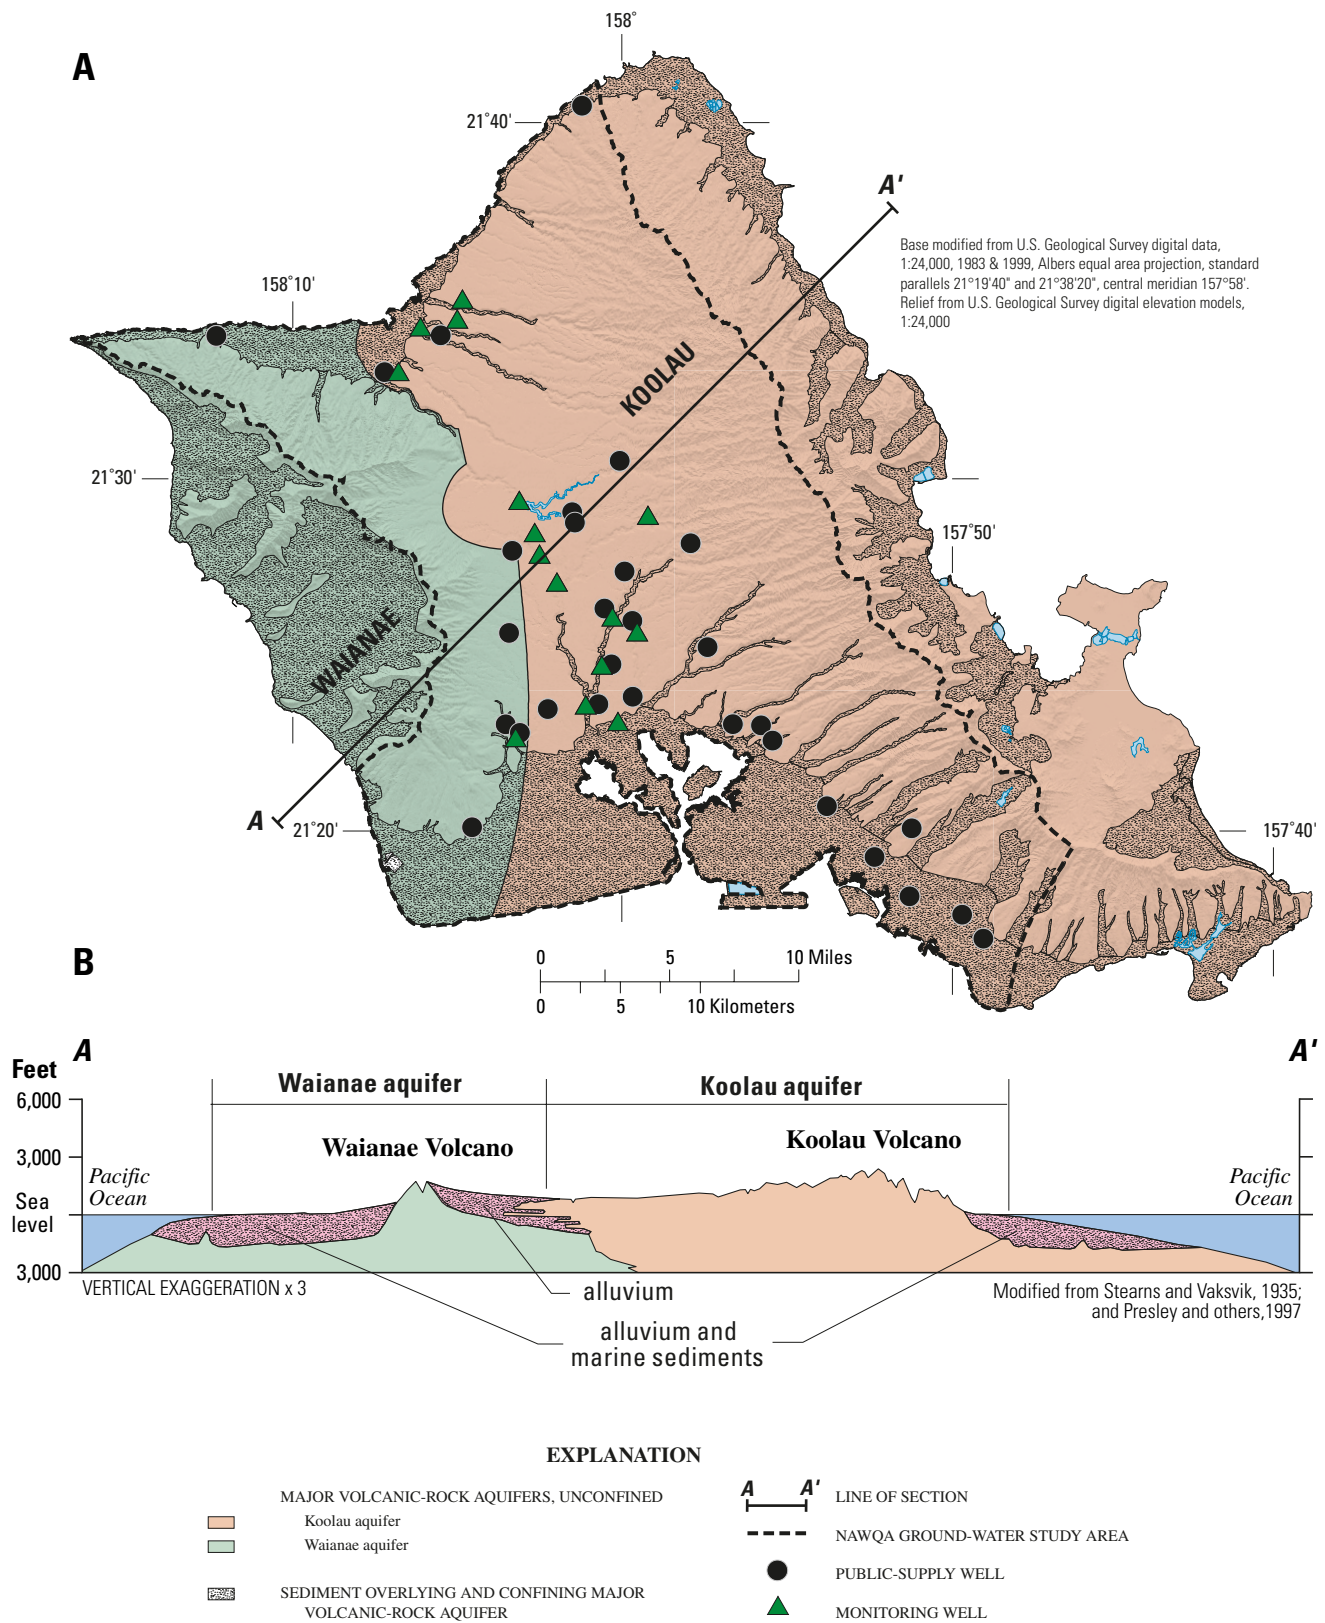 A
158°
21°40'
A'
Base modified from U.S. Geological Survey digital data,
1:24,000, 1983 & 1999, Albers equal area projection, standard
parallels 21°19'40" and 21°38'20", central meridian 157°58'.
Relief from U.S. Geological Survey digital elevation models,
1:24,000
158°10'
KOOLAU
21°30'
157°50'
WAIANAE
A
21°20'
157°40'
B
0 5 10 Miles
0 5 10 Kilometers
A
A'
Feet
Waianae aquifer
Koolau aquifer
6,000
Waianae Volcano
Koolau Volcano
3,000
Pacific
Ocean
Pacific
Ocean
Sea
level
3,000
VERTICAL EXAGGERATION x 3
alluvium
Modified from Stearns and Vaksvik, 1935;
and Presley and others,1997
alluvium and
marine sediments
EXPLANATION
MAJOR VOLCANIC-ROCK AQUIFERS, UNCONFINED
Koolau aquifer
Waianae aquifer
SEDIMENT OVERLYING AND CONFINING MAJOR
VOLCANIC-ROCK AQUIFER
A A'
LINE OF SECTION
NAWQA GROUND-WATER STUDY AREA
PUBLIC-SUPPLY WELL
MONITORING WELL